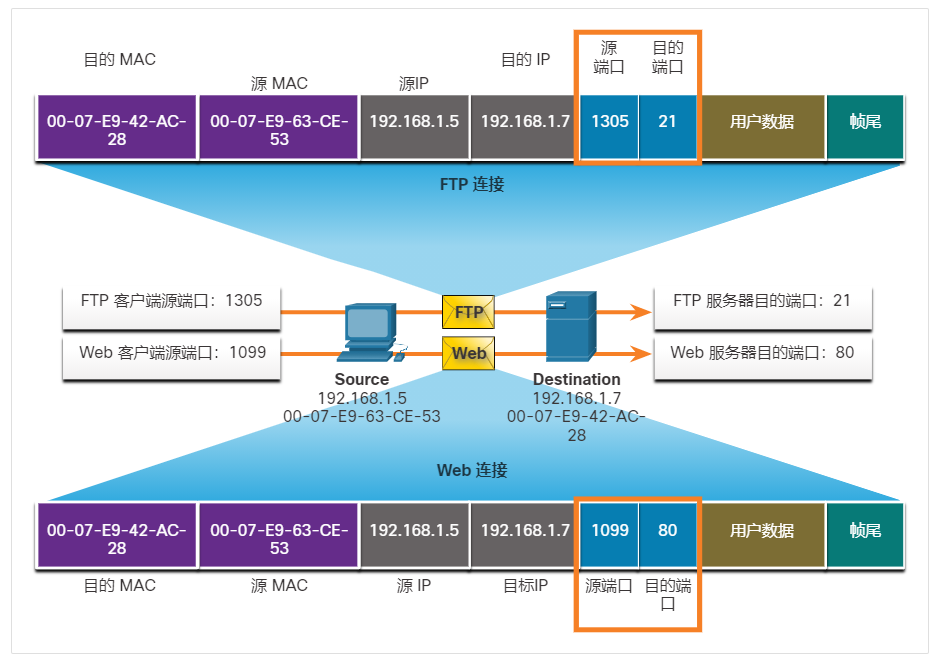 目的 MAC
源 MAC
源IP
目的 IP
源
端口
目的
端口
00-07-E9-42-AC-
28
00-07-E9-63-CE-
53
192.168.1.5
192.168.1.7
1305
21
用户数据
帧尾
FTP 连接
FTP 客户端源端口：1305
FTP
FTP 服务器目的端口：21
Web 客户端源端口：1099
Web
Web 服务器目的端口：80
Source
192.168.1.5
00-07-E9-63-CE-53
Destination
192.168.1.7
00-07-E9-42-AC-
28
Web 连接
00-07-E9-42-AC-
28
00-07-E9-63-CE-
53
192.168.1.5
192.168.1.7
1099
80
用户数据
帧尾
目的 MAC
源 MAC
源 IP
目标IP
源端口
目的端
口